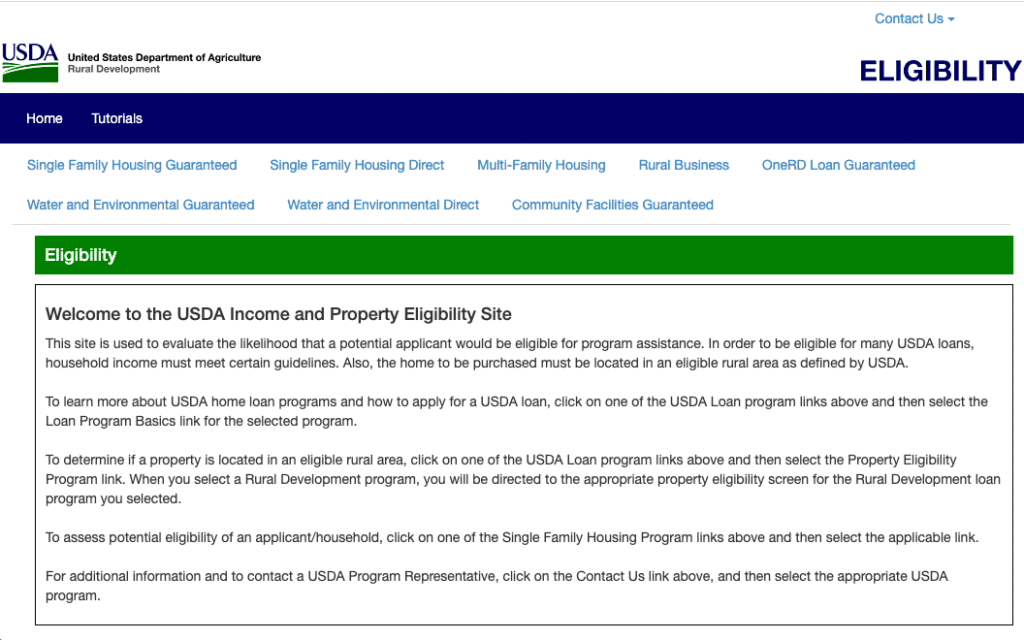 Contact Us
USDA
United States Department of Agriculture
Rural Development
ELIGIBILITY
Home Tutorials
Single Family Housing Guaranteed Single Family Housing Direct Multi-Family Housing Rural Business OneRD Loan Guaranteed
Water and Environmental Guaranteed Water and Environmental Direct Community Facilities Guaranteed
Eligibility
Welcome to the USDA Income and Property Eligibility Site
This site is used to evaluate the likelihood that a potential applicant would be eligible for program assistance. In order to be eligible for many USDA loans,
household income must meet certain guidelines. Also, the home to be purchased must be located in an eligible rural area as defined by USDA.
To learn more about USDA home loan programs and how to apply for a USDA loan, click on one of the USDA Loan program links above and then select the
Loan Program Basics link for the selected program.
To determine if a property is located in an eligible rural area, click on one of the USDA Loan program links above and then select the Property Eligibility
Program link. When you select a Rural Development program, you will be directed to the appropriate property eligibility screen for the Rural Development loan
program you selected.
To assess potential eligibility of an applicant/household, click on one of the Single Family Housing Program links above and then select the applicable link.
For additional information and to contact a USDA Program Representative, click on the Contact Us link above, and then select the appropriate USDA
program.